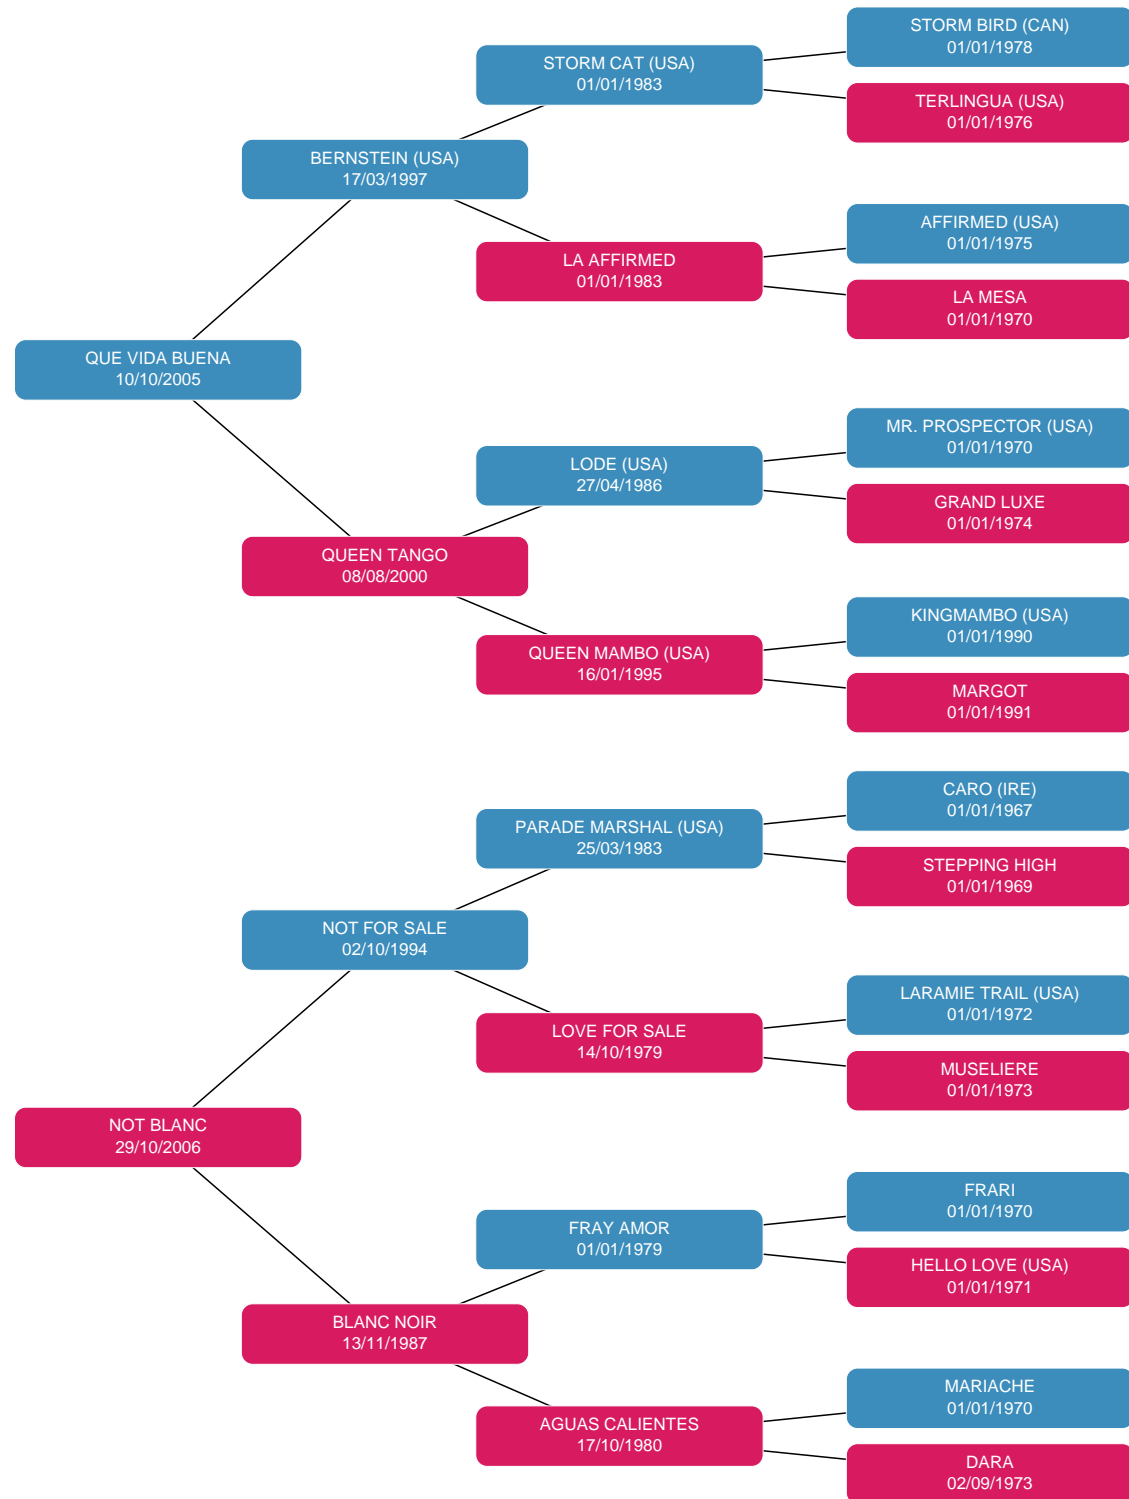 STORM BIRD (CAN)
01/01/1978
STORM CAT (USA)
01/01/1983
TERLINGUA (USA)
01/01/1976
BERNSTEIN (USA)
17/03/1997
AFFIRMED (USA)
01/01/1975
LA AFFIRMED
01/01/1983
LA MESA
01/01/1970
QUE VIDA BUENA
10/10/2005
MR. PROSPECTOR (USA)
01/01/1970
LODE (USA)
27/04/1986
GRAND LUXE
01/01/1974
QUEEN TANGO
08/08/2000
KINGMAMBO (USA)
01/01/1990
QUEEN MAMBO (USA)
16/01/1995
MARGOT
01/01/1991
CARO (IRE)
01/01/1967
PARADE MARSHAL (USA)
25/03/1983
STEPPING HIGH
01/01/1969
NOT FOR SALE
02/10/1994
LARAMIE TRAIL (USA)
01/01/1972
LOVE FOR SALE
14/10/1979
MUSELIERE
01/01/1973
NOT BLANC
29/10/2006
FRARI
01/01/1970
FRAY AMOR
01/01/1979
HELLO LOVE (USA)
01/01/1971
BLANC NOIR
13/11/1987
MARIACHE
01/01/1970
AGUAS CALIENTES
17/10/1980
DARA
02/09/1973